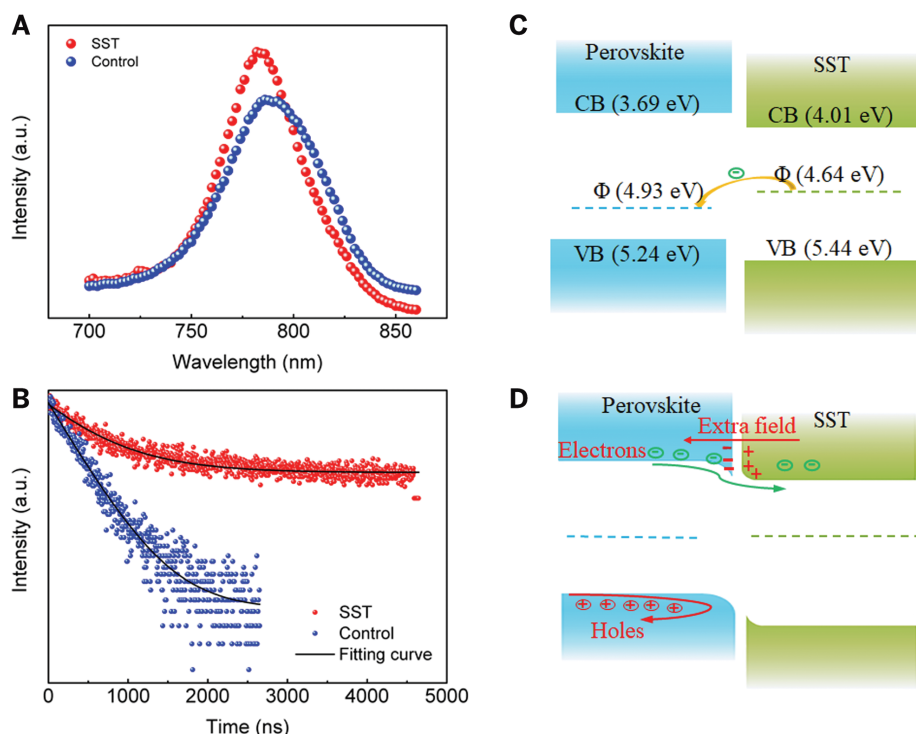 A
SST
Control
Intensity (a.u.)
700
750
800
850
Wavelength (nm)
B
Intensity (a.u.)
SST
Control
Fitting curve
0
1000
2000
3000
4000
5000
Time (ns)
C
Perovskite
SST
CB (3.69 eV)
CB (4.01 eV)
−
Φ (4.93 eV)
Φ (4.64 eV)
VB (5.24 eV)
VB (5.44 eV)
D
Perovskite
SST
Extra field
Electrons
− − −
− − −
+ + + +
− −
+ + + + +
Holes